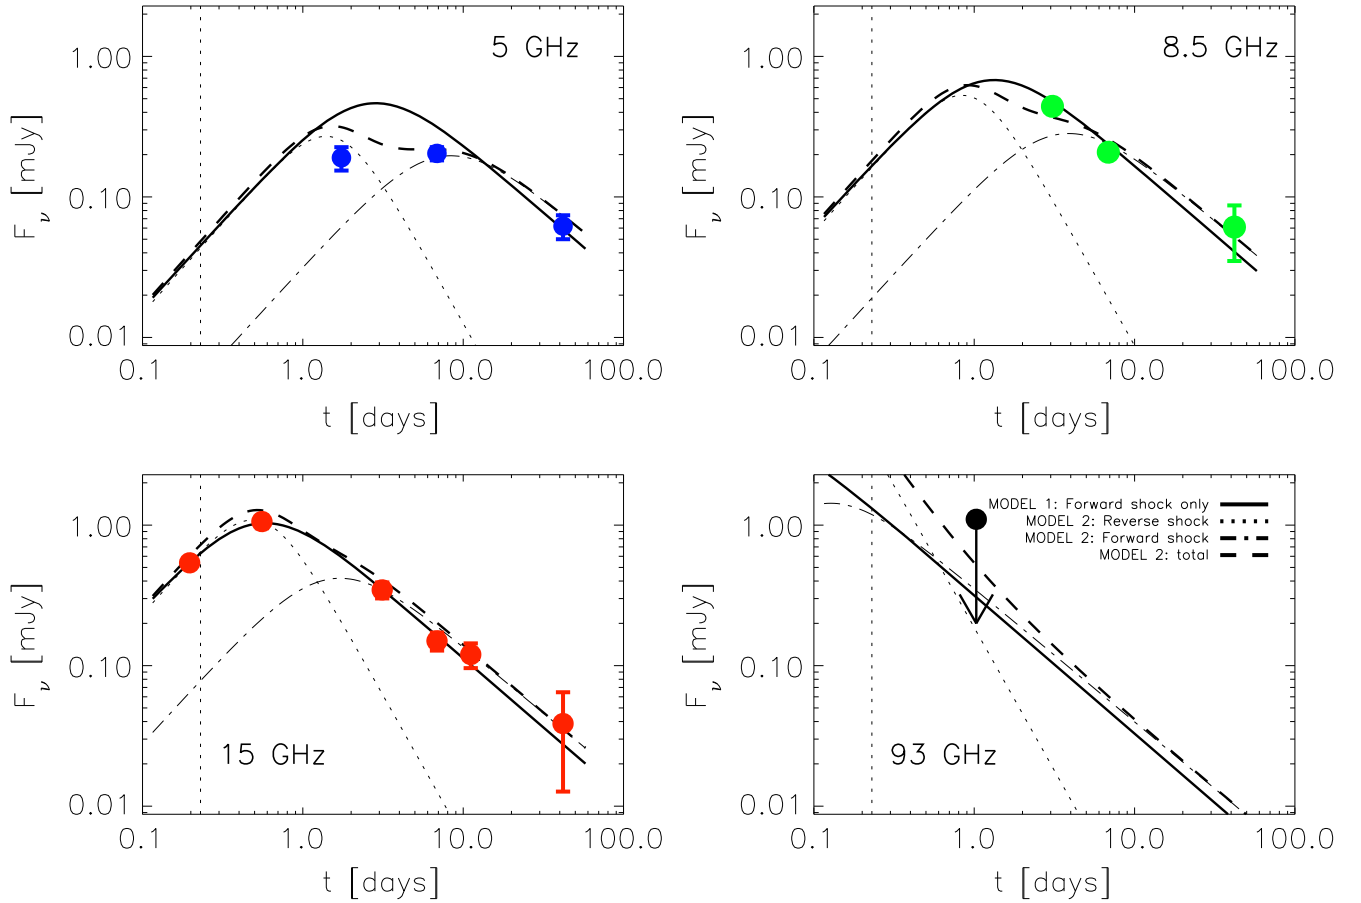 5 GHz
1.00
0.10
0.01
F_ν [mJy]
0.1 1.0 10.0 100.0
t [days]
8.5 GHz
1.00
0.10
0.01
F_ν [mJy]
0.1 1.0 10.0 100.0
t [days]
1.00
0.10
0.01
F_ν [mJy]
15 GHz
0.1 1.0 10.0 100.0
t [days]
MODEL 1: Forward shock only
MODEL 2: Reverse shock
MODEL 2: Forward shock
MODEL 2: total
1.00
0.10
0.01
F_ν [mJy]
93 GHz
0.1 1.0 10.0 100.0
t [days]